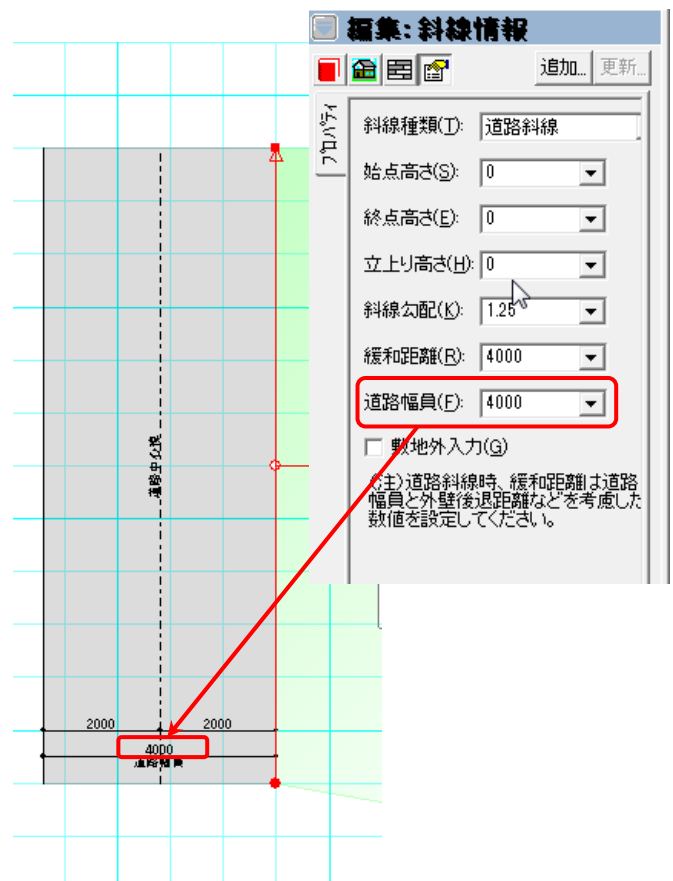 編集:斜線情報
追加...
更新...
プロパティ
斜線種類(T): 道路斜線
始点高さ(S): 0
終点高さ(E): 0
立上り高さ(H): 0
斜線勾配(K): 1.25
緩和距離(R): 4000
道路幅員(F): 4000
敷地外入力(G)
(注)道路斜線時、緩和距離は道路
幅員と外壁後退距離などを考慮した
数値を設定してください。
道路中心線
2000
2000
4000
道路幅員